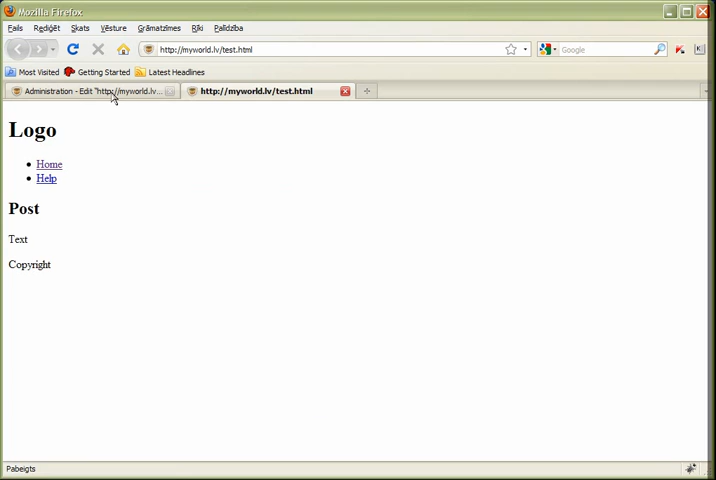 Mozilla Firefox
Fails Rediģēt Skats Vēsture Grāmatzīmes Rīki Palīdzība
http://myworld.lv/test.html Google
Most Visited Getting Started Latest Headlines
Administration - Edit "http://myworld.lv... http://myworld.lv/test.html
Logo
Home
Help
Post
Text
Copyright
Pabeigts